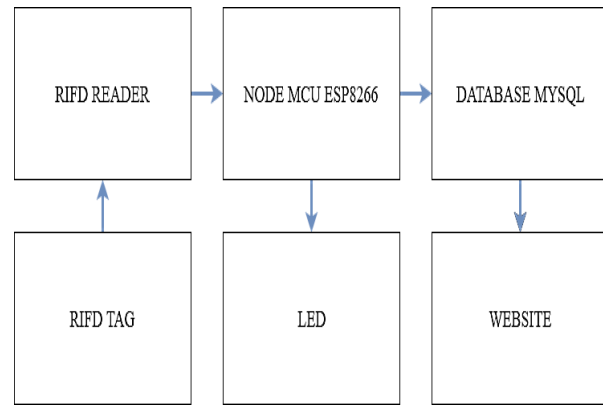 RIFD READER
NODE MCU ESP8266
DATABASE MYSQL
RIFD TAG
LED
WEBSITE